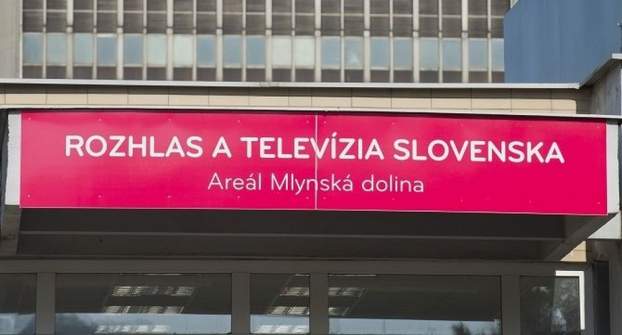 ROZHLAS A TELEVÍZIA SLOVENSKA
Areál Mlynská dolina